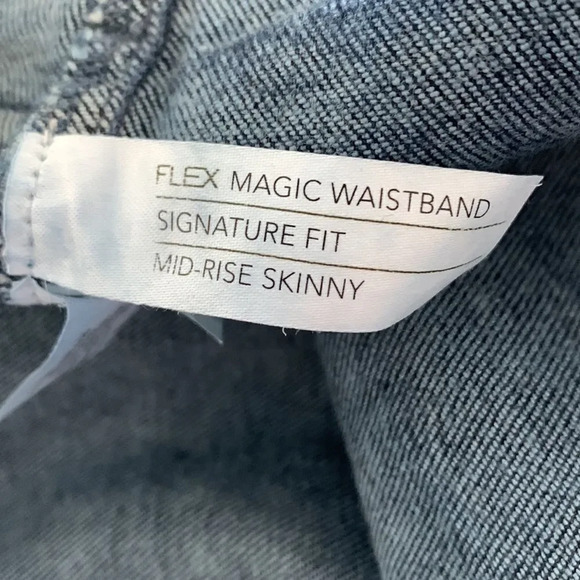 FLEX MAGIC WAISTBAND
SIGNATURE FIT
MID-RISE SKINNY